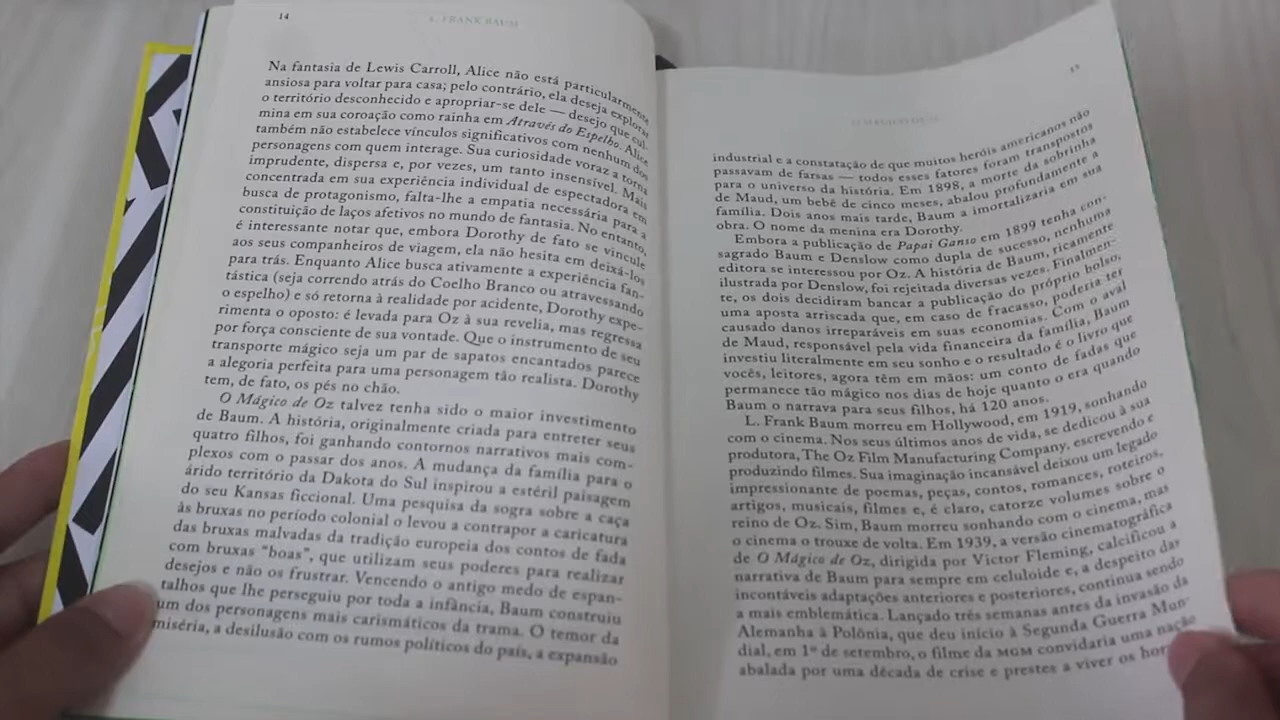 14
L. FRANK BAUM
Na fantasia de Lewis Carroll, Alice não está particularmente
ansiosa para voltar para casa; pelo contrário, ela deseja explorar
o território desconhecido e apropriar-se dele — desejo que cul-
mina em sua coroação como rainha em Através do Espelho. Alice
também não estabelece vínculos significativos com nenhum dos
personagens com quem interage. Sua curiosidade voraz a torna
imprudente, dispersa e, por vezes, um tanto insensível. Mais
concentrada em sua experiência individual de espectadora em
busca de protagonismo, falta-lhe a empatia necessária para a
constituição de laços afetivos no mundo de fantasia. No entanto,
é interessante notar que, embora Dorothy de fato se vincule
aos seus companheiros de viagem, ela não hesita em deixá-los
para trás. Enquanto Alice busca ativamente a experiência fan-
tástica (seja correndo atrás do Coelho Branco ou atravessando
o espelho) e só retorna à realidade por acidente, Dorothy expe-
rimenta o oposto: é levada para Oz à sua revelia, mas regressa
por força consciente de sua vontade. Que o instrumento de seu
transporte mágico seja um par de sapatos encantados parece
a alegoria perfeita para uma personagem tão realista. Dorothy
tem, de fato, os pés no chão.
O Mágico de Oz talvez tenha sido o maior investimento
de Baum. A história, originalmente criada para entreter seus
quatro filhos, foi ganhando contornos narrativos mais com-
plexos com o passar dos anos. A mudança da família para o
árido território da Dakota do Sul inspirou a estéril paisagem
do seu Kansas ficcional. Uma pesquisa da sogra sobre a caça
às bruxas no período colonial o levou a contrapor a caricatura
das bruxas malvadas da tradição europeia dos contos de fada
com bruxas "boas", que utilizam seus poderes para realizar
desejos e não os frustrar. Vencendo o antigo medo de espan-
talhos que lhe perseguiu por toda a infância, Baum construiu
um dos personagens mais carismáticos da trama. O temor da
miséria, a desilusão com os rumos políticos do país, a expansão
industrial e a constatação de que muitos heróis americanos não
passavam de farsas — todos esses fatores foram transpostos
para o universo da história. Em 1898, a morte da sobrinha
de Maud, um bebê de cinco meses, abalou profundamente a
família. Dois anos mais tarde, Baum a imortalizaria em sua
obra. O nome da menina era Dorothy.
Embora a publicação de Papai Ganso em 1899 tenha con-
sagrado Baum e Denslow como dupla de sucesso, nenhuma
editora se interessou por Oz. A história de Baum, ricamente
ilustrada por Denslow, foi rejeitada diversas vezes. Finalmen-
te, os dois decidiram bancar a publicação do próprio bolso,
uma aposta arriscada que, em caso de fracasso, poderia ter
causado danos irreparáveis em suas economias. Com o aval
de Maud, responsável pela vida financeira da família, Baum
investiu literalmente em seu sonho e o resultado é o livro que
vocês, leitores, agora têm em mãos: um conto de fadas que
permanece tão mágico nos dias de hoje quanto o era quando
Baum o narrava para seus filhos, há 120 anos.
L. Frank Baum morreu em Hollywood, em 1919, sonhando
com o cinema. Nos seus últimos anos de vida, se dedicou à sua
produtora, The Oz Film Manufacturing Company, escrevendo e
produzindo filmes. Sua imaginação incansável deixou um legado
impressionante de poemas, peças, contos, romances, roteiros,
artigos, musicais, filmes e, é claro, catorze volumes sobre o
reino de Oz. Sim, Baum morreu sonhando com o cinema, mas
o cinema o trouxe de volta. Em 1939, a versão cinematográfica
de O Mágico de Oz, dirigida por Victor Fleming, calcificou a
narrativa de Baum para sempre em celuloide e, a despeito das
incontáveis adaptações anteriores e posteriores, continua sendo
a mais emblemática. Lançado três semanas antes da invasão da
Alemanha à Polônia, que deu início à Segunda Guerra Mun-
dial, em 1º de setembro, o filme da MGM convidaria uma nação
abalada por uma década de crise e prestes a viver os